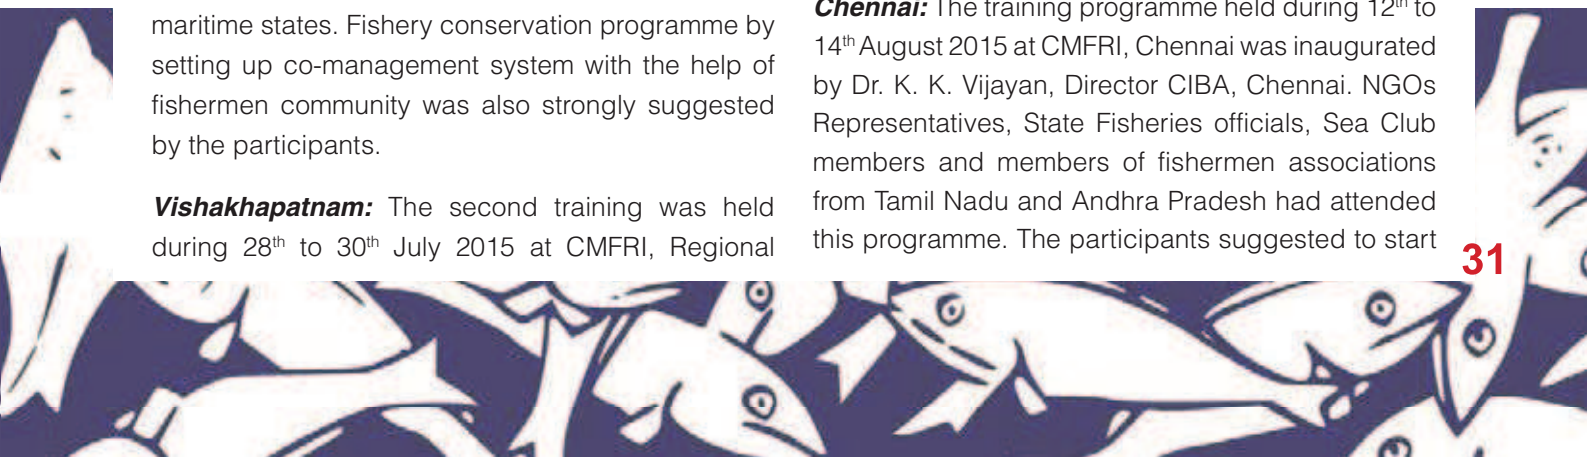 maritime states. Fishery conservation programme by
setting up co-management system with the help of
fishermen community was also strongly suggested
by the participants.
Vishakhapatnam: The second training was held
during 28th to 30th July 2015 at CMFRI, Regional
Chennai: The training programme held during 12th to
14th August 2015 at CMFRI, Chennai was inaugurated
by Dr. K. K. Vijayan, Director CIBA, Chennai. NGOs
Representatives, State Fisheries officials, Sea Club
members and members of fishermen associations
from Tamil Nadu and Andhra Pradesh had attended
this programme. The participants suggested to start
31